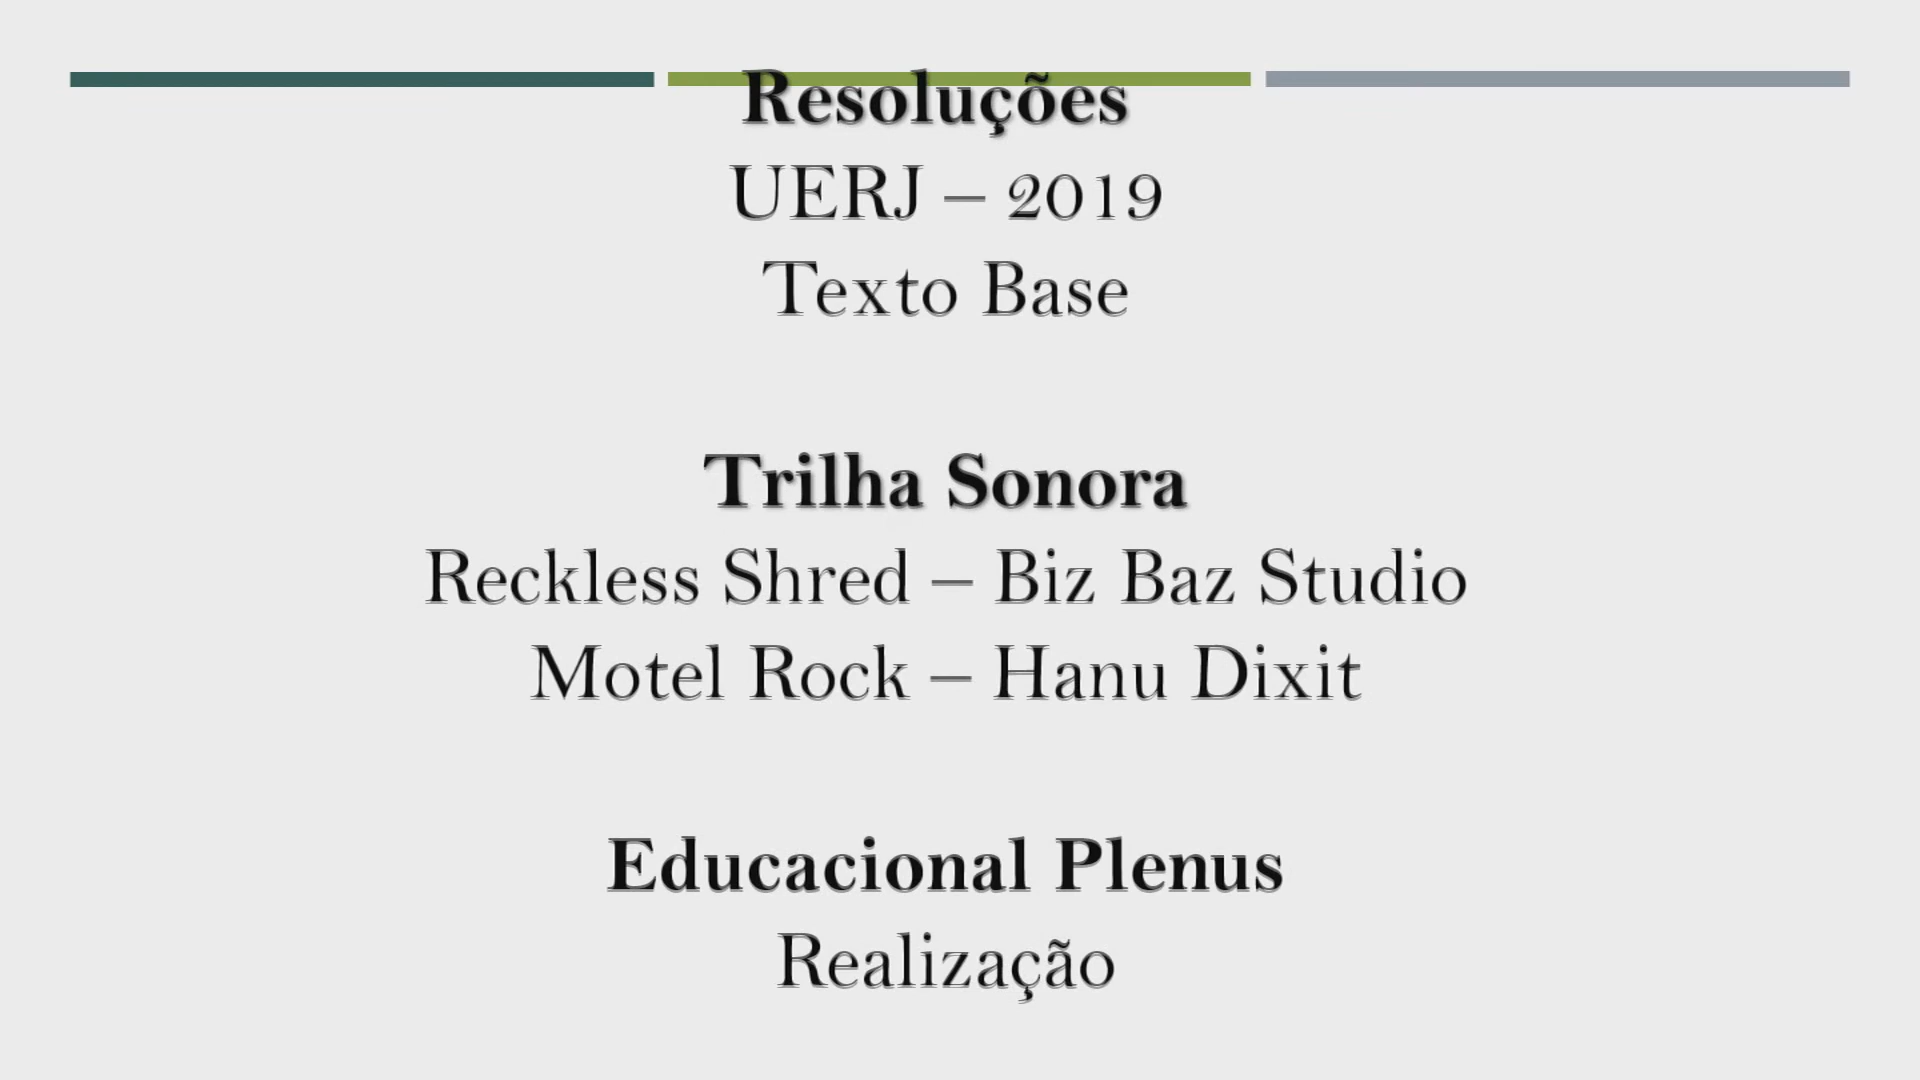 Resoluções
UERJ – 2019
Texto Base
Trilha Sonora
Reckless Shred – Biz Baz Studio
Motel Rock – Hanu Dixit
Educacional Plenus
Realização